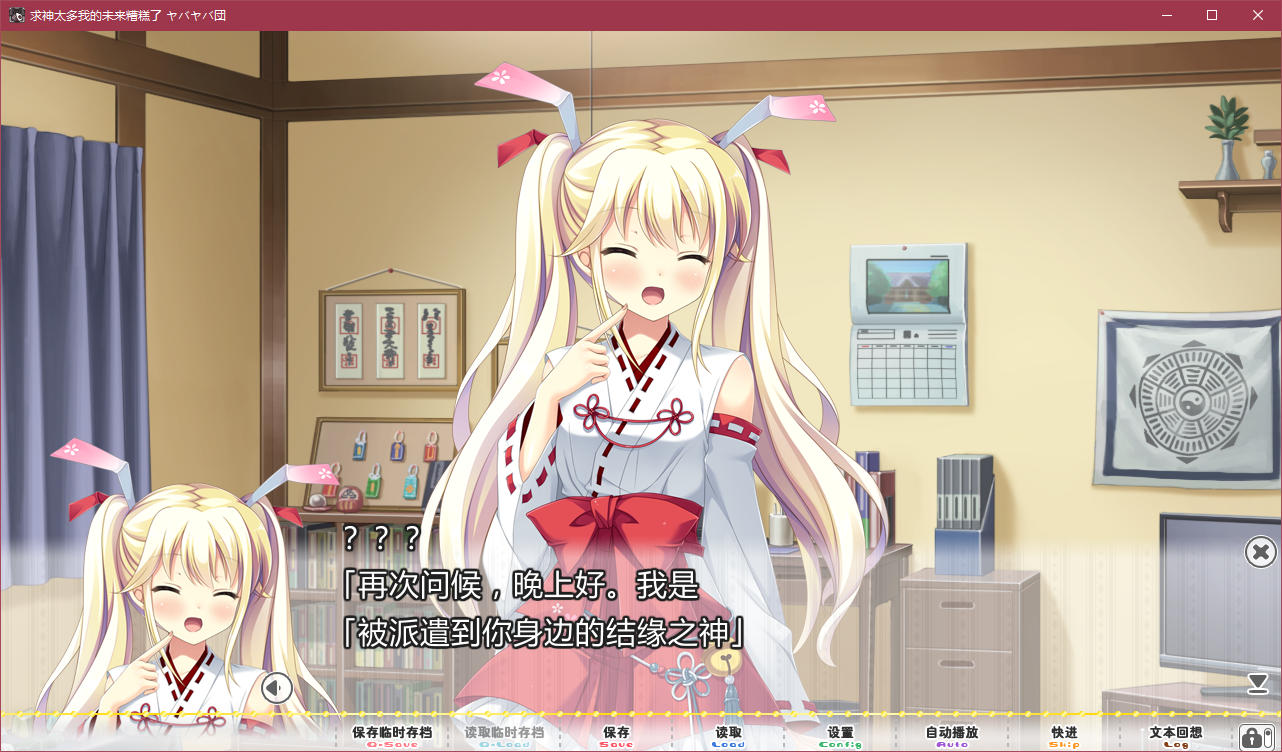 求神太多我的未来糟糕了 ヤバヤバ団
？？？
「再次问候，晚上好。我是
「被派遣到你身边的结缘之神」
保存临时存档 读取临时存档 保存 读取 设置 自动播放 快进 文本回想
Q-Save Q-Load Save Load Config Auto Skip Log